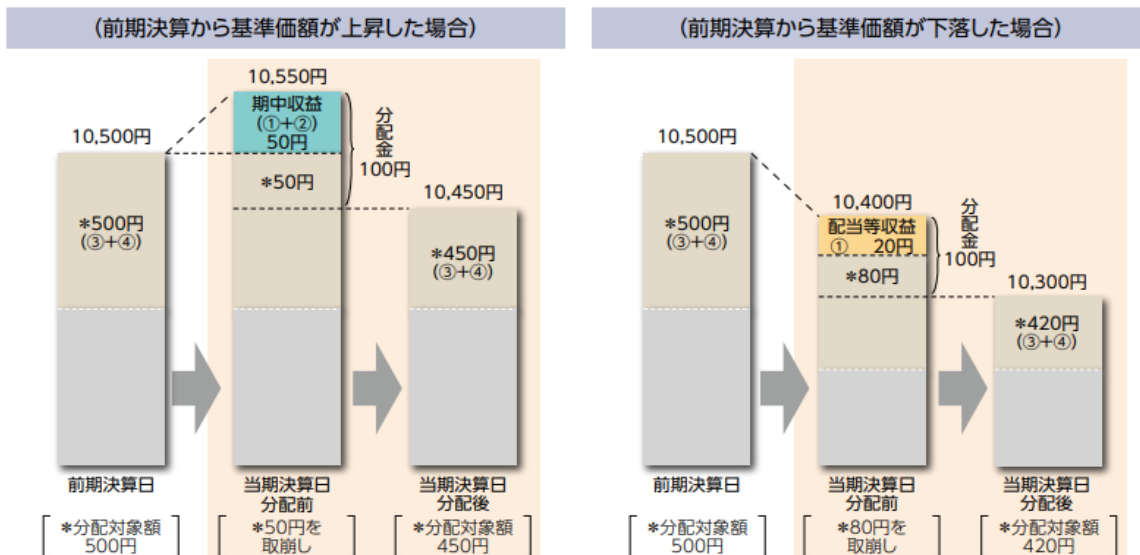 (前期決算から基準価額が上昇した場合)
10,500円
*500円
(③+④)
前期決算日
*分配対象額
500円
10,550円
期中収益
(①+②)
50円
*50円
分配金
100円
当期決算日
分配前
*50円を
取崩し
10,450円
*450円
(③+④)
当期決算日
分配後
*分配対象額
450円
(前期決算から基準価額が下落した場合)
10,500円
*500円
(③+④)
前期決算日
*分配対象額
500円
10,400円
配当等収益
① 20円
*80円
分配金
100円
当期決算日
分配前
*80円を
取崩し
10,300円
*420円
(③+④)
当期決算日
分配後
*分配対象額
420円